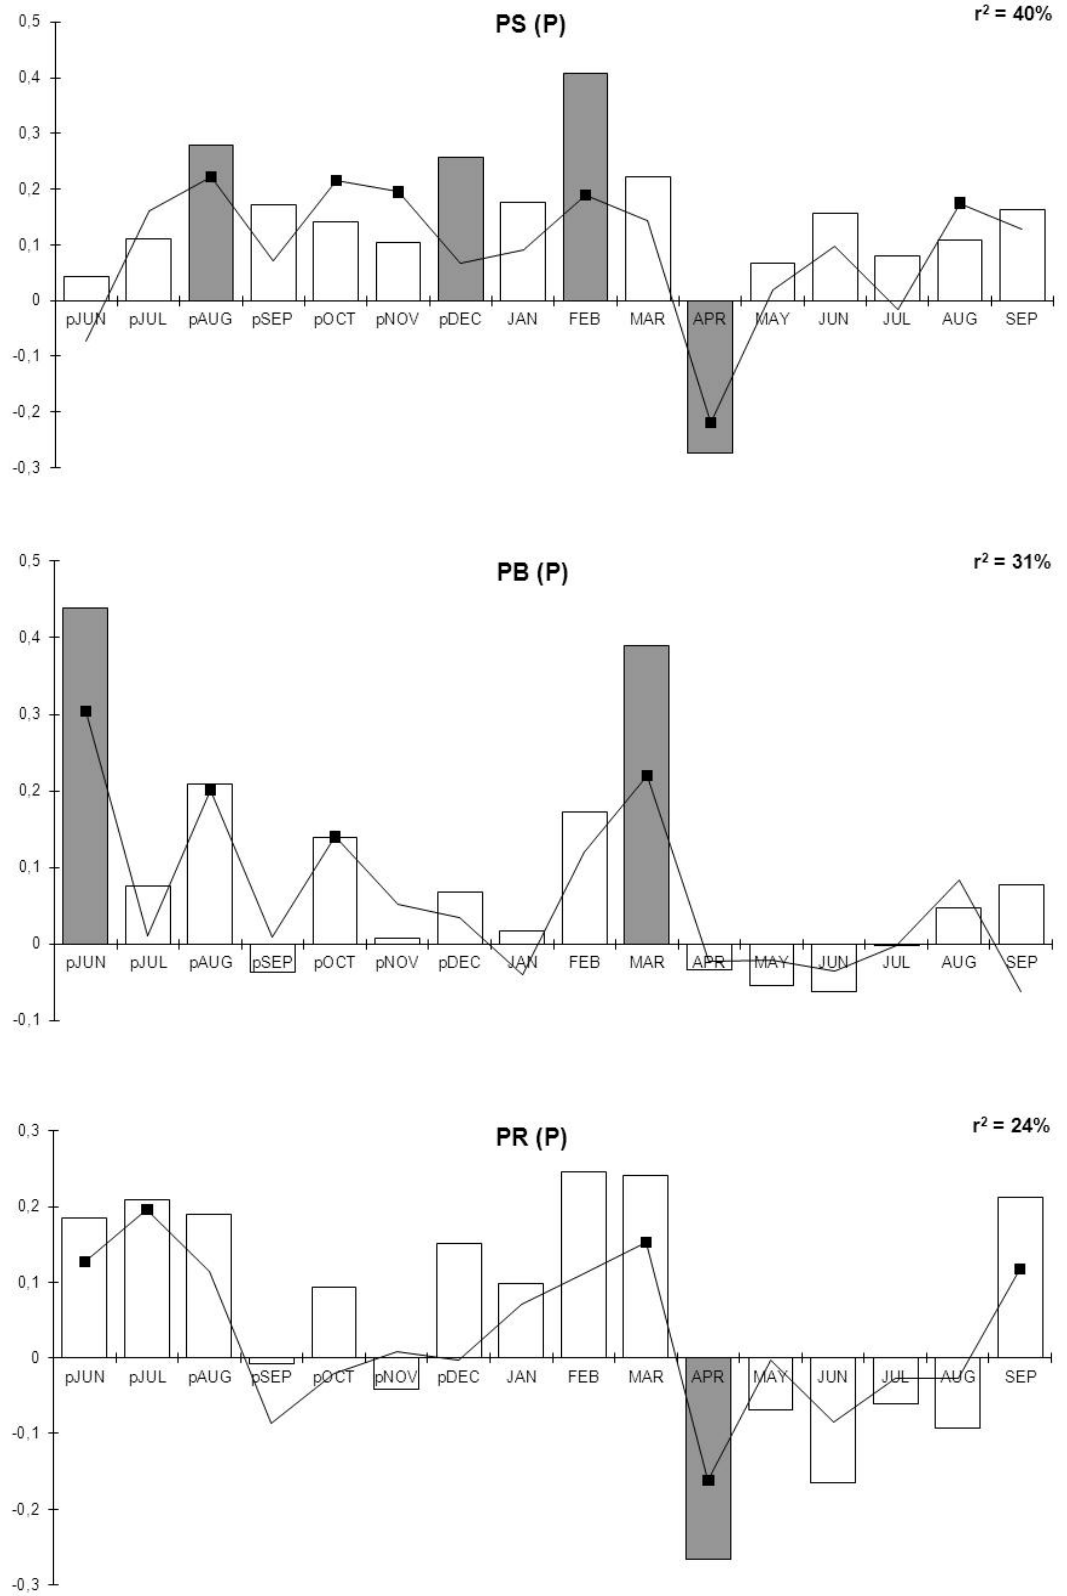 PS (P)
r² = 40%
0,5
0,4
0,3
0,2
0,1
0
-0,1
-0,2
-0,3
pJUN pJUL pAUG pSEP pOCT pNOV pDEC JAN FEB MAR APR MAY JUN JUL AUG SEP
PB (P)
r² = 31%
0,5
0,4
0,3
0,2
0,1
0
-0,1
pJUN pJUL pAUG pSEP pOCT pNOV pDEC JAN FEB MAR APR MAY JUN JUL AUG SEP
PR (P)
r² = 24%
0,3
0,2
0,1
0
-0,1
-0,2
-0,3
pJUN pJUL pAUG pSEP pOCT pNOV pDEC JAN FEB MAR APR MAY JUN JUL AUG SEP